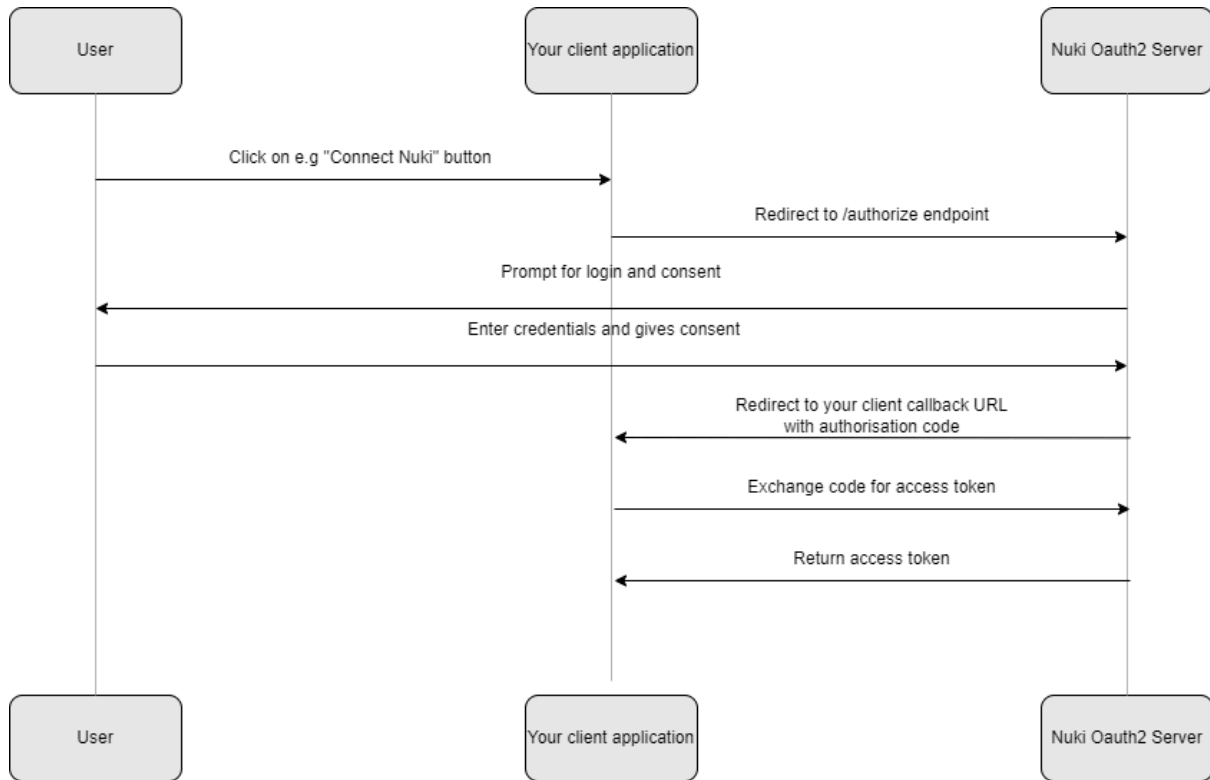 User
Your client application
Nuki Oauth2 Server
Click on e.g "Connect Nuki" button
Redirect to /authorize endpoint
Prompt for login and consent
Enter credentials and gives consent
Redirect to your client callback URL
with authorisation code
Exchange code for access token
Return access token
User
Your client application
Nuki Oauth2 Server